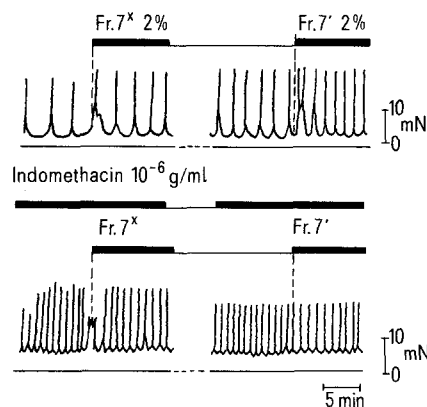 Fr.7ˣ 2% Fr.7′ 2%
10
mN
0
Indomethacin 10⁻⁶ g/ml
Fr.7ˣ Fr.7′
10
mN
0
5 min